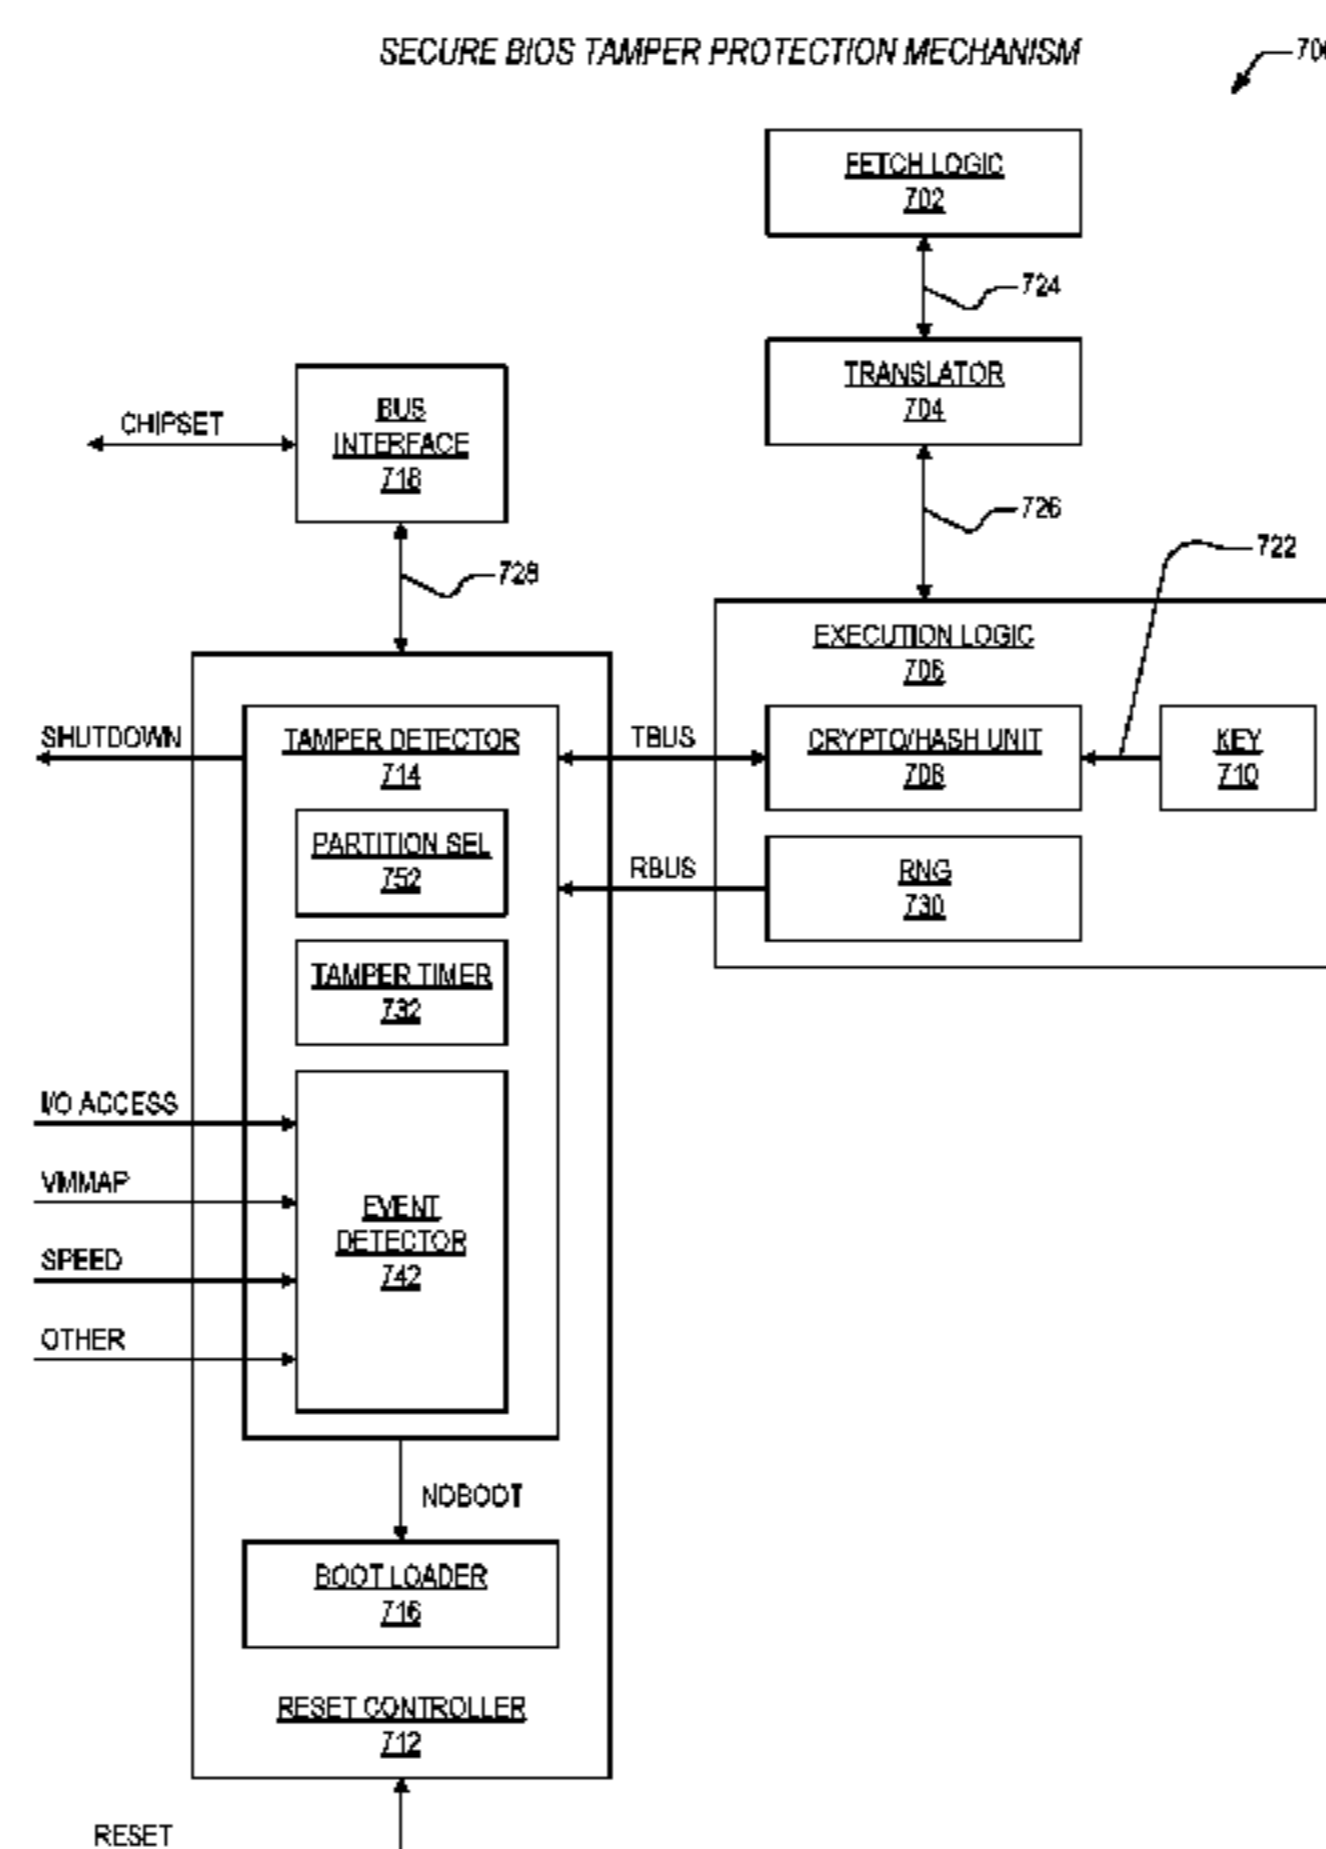 SECURE BIOS TAMPER PROTECTION MECHANISM
FETCH LOGIC
702
724
TRANSLATOR
704
CHIPSET
BUS
INTERFACE
718
726
728
722
EXECUTION LOGIC
706
SHUTDOWN
TAMPER DETECTOR
714
TBUS
CRYPTO/HASH UNIT
708
KEY
710
PARTITION SEL
752
RBUS
RNG
730
TAMPER TIMER
732
I/O ACCESS
VMMAP
SPEED
OTHER
EVENT
DETECTOR
742
NOBOOT
BOOT LOADER
716
RESET CONTROLLER
712
RESET